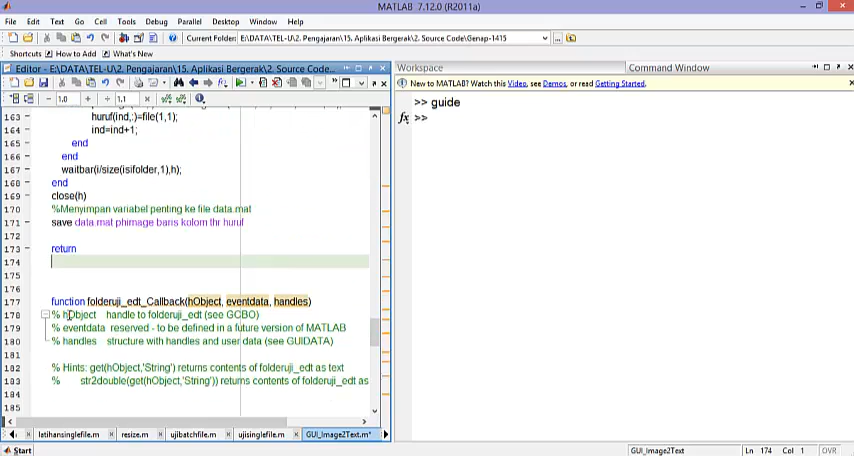 MATLAB 7.12.0 (R2011a)
File Edit Text Go Cell Tools Debug Parallel Desktop Window Help
Current Folder: E:\DATA\TEL-U\2. Pengajaran\15. Aplikasi Bergerak\2. Source Code\Genap-1415
Shortcuts How to Add What's New
Editor - E:\DATA\TEL-U\2. Pengajaran\15. Aplikasi Bergerak\2. Source Code...
Workspace
Command Window
New to MATLAB? Watch this Video, see Demos, or read Getting Started.
- 1.0 + ÷ 1.1 ×
>> guide
fx >>
163 - huruf(ind,:)=file(1,1);
164 - ind=ind+1;
165 - end
166 - end
167 - waitbar(i/size(isifolder,1),h);
168 - end
169 - close(h)
170 %Menyimpan variabel penting ke file data.mat
171 - save data.mat phimage baris kolom thr huruf
172
173 - return
174
175
176
177 function folderuji_edt_Callback(hObject, eventdata, handles)
178 % hObject handle to folderuji_edt (see GCBO)
179 % eventdata reserved - to be defined in a future version of MATLAB
180 % handles structure with handles and user data (see GUIDATA)
181
182 % Hints: get(hObject,'String') returns contents of folderuji_edt as text
183 % str2double(get(hObject,'String')) returns contents of folderuji_edt as
184
185
latihansinglefile.m resize.m ujibatchfile.m ujisinglefile.m GUI_Image2Text.m*
Start
GUI_Image2Text Ln 174 Col 1 OVR